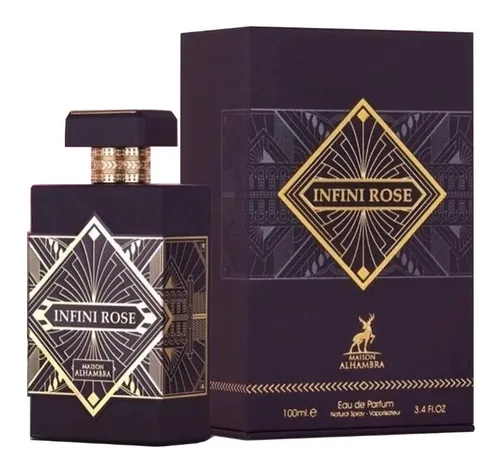 INFINI ROSE
MAISON
ALHAMBRA
INFINI ROSE
MAISON
ALHAMBRA
100ml.℮
Eau de Parfum
Natural Spray - Vaporisateur
3.4 FL.OZ